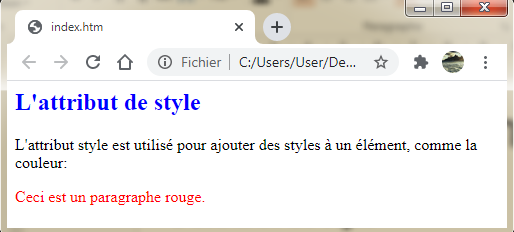 index.htm
Fichier | C:/Users/User/De...
L'attribut de style
L'attribut style est utilisé pour ajouter des styles à un élément, comme la
couleur:
Ceci est un paragraphe rouge.